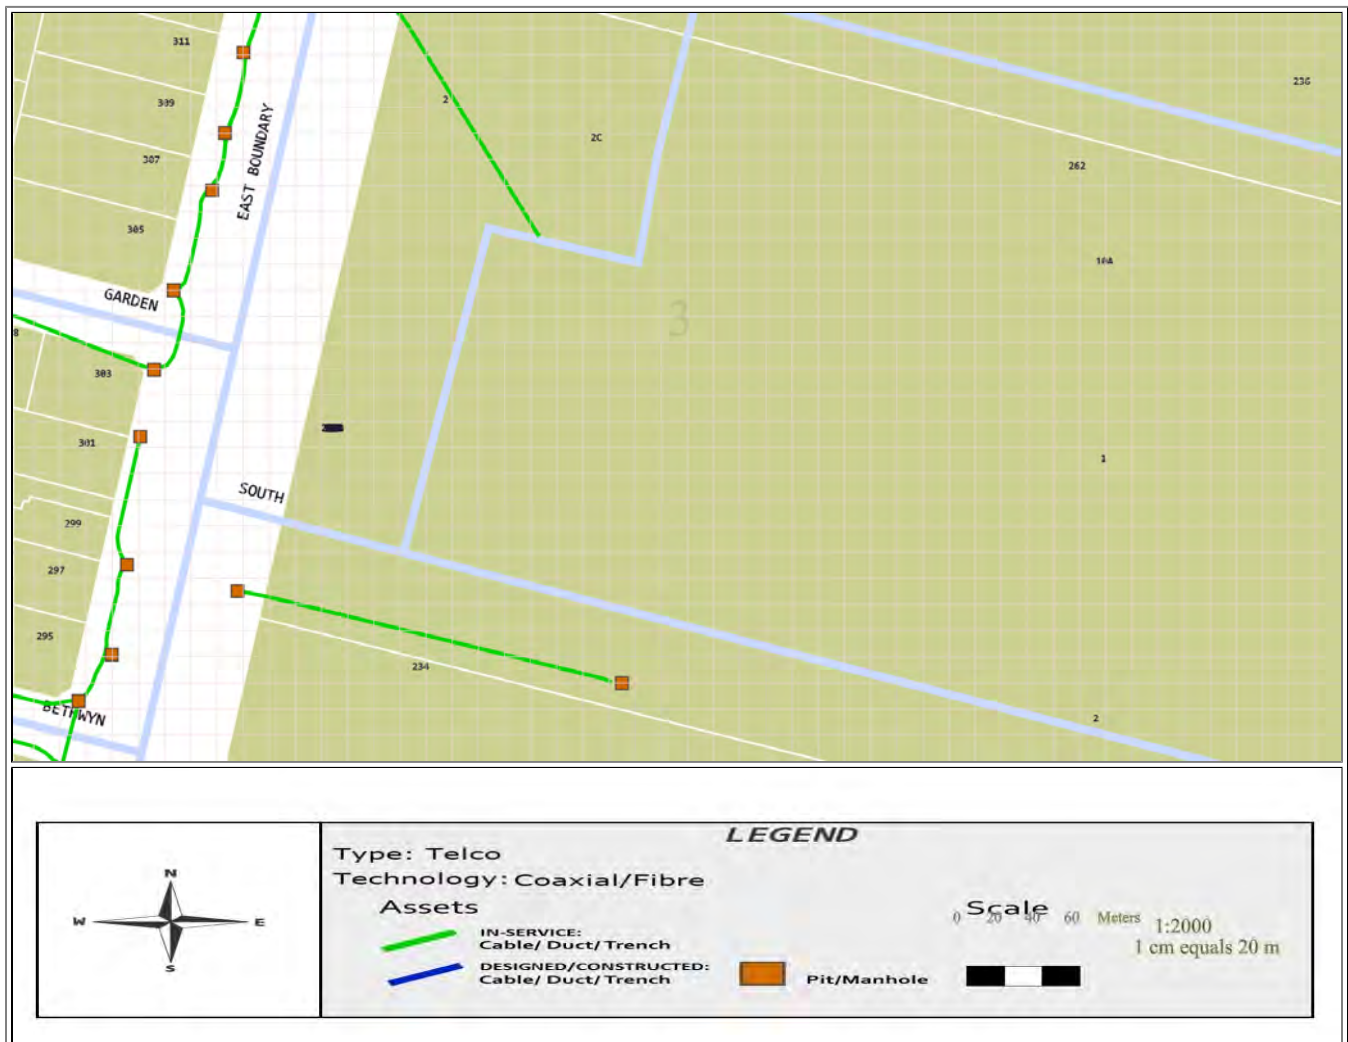 311
236
2
309
2C
EAST BOUNDARY
307
262
305
10A
GARDEN
3
8
303
301
1
SOUTH
299
297
295
234
BETHWYN
2
LEGEND
Type: Telco
Technology: Coaxial/Fibre
Assets
IN-SERVICE:
Cable/ Duct/ Trench
DESIGNED/CONSTRUCTED:
Cable/ Duct/ Trench
Pit/Manhole
Scale
0 20 40 60 Meters
1:2000
1 cm equals 20 m
N
W
E
S